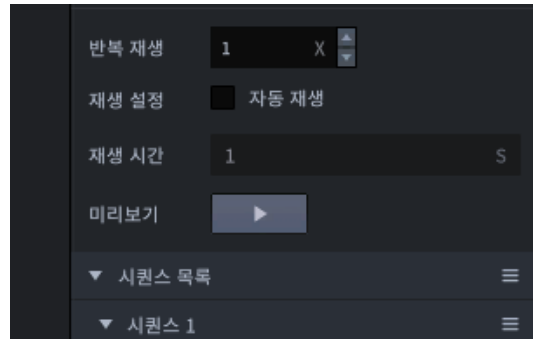 반복 재생 1 X
재생 설정 자동 재생
재생 시간 1 S
미리보기
시퀀스 목록
시퀀스 1